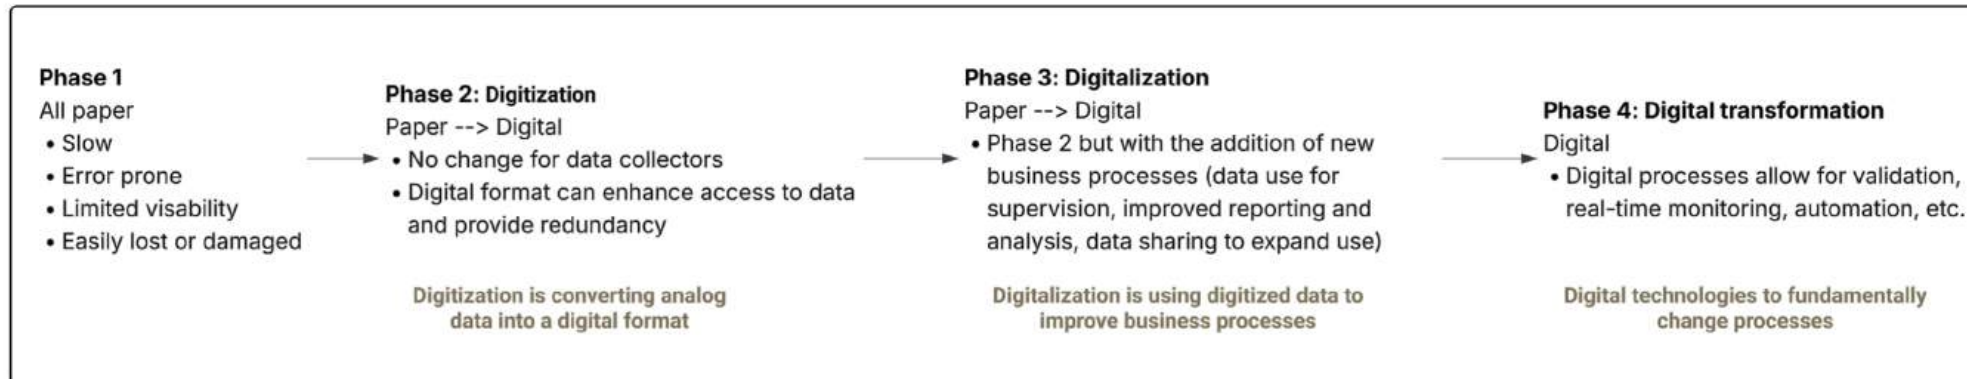 Phase 1
All paper
• Slow
• Error prone
• Limited visability
• Easily lost or damaged
Phase 2: Digitization
Paper --> Digital
• No change for data collectors
• Digital format can enhance access to data
and provide redundancy
Digitization is converting analog
data into a digital format
Phase 3: Digitalization
Paper --> Digital
• Phase 2 but with the addition of new
business processes (data use for
supervision, improved reporting and
analysis, data sharing to expand use)
Digitalization is using digitized data to
improve business processes
Phase 4: Digital transformation
Digital
• Digital processes allow for validation,
real-time monitoring, automation, etc.
Digital technologies to fundamentally
change processes